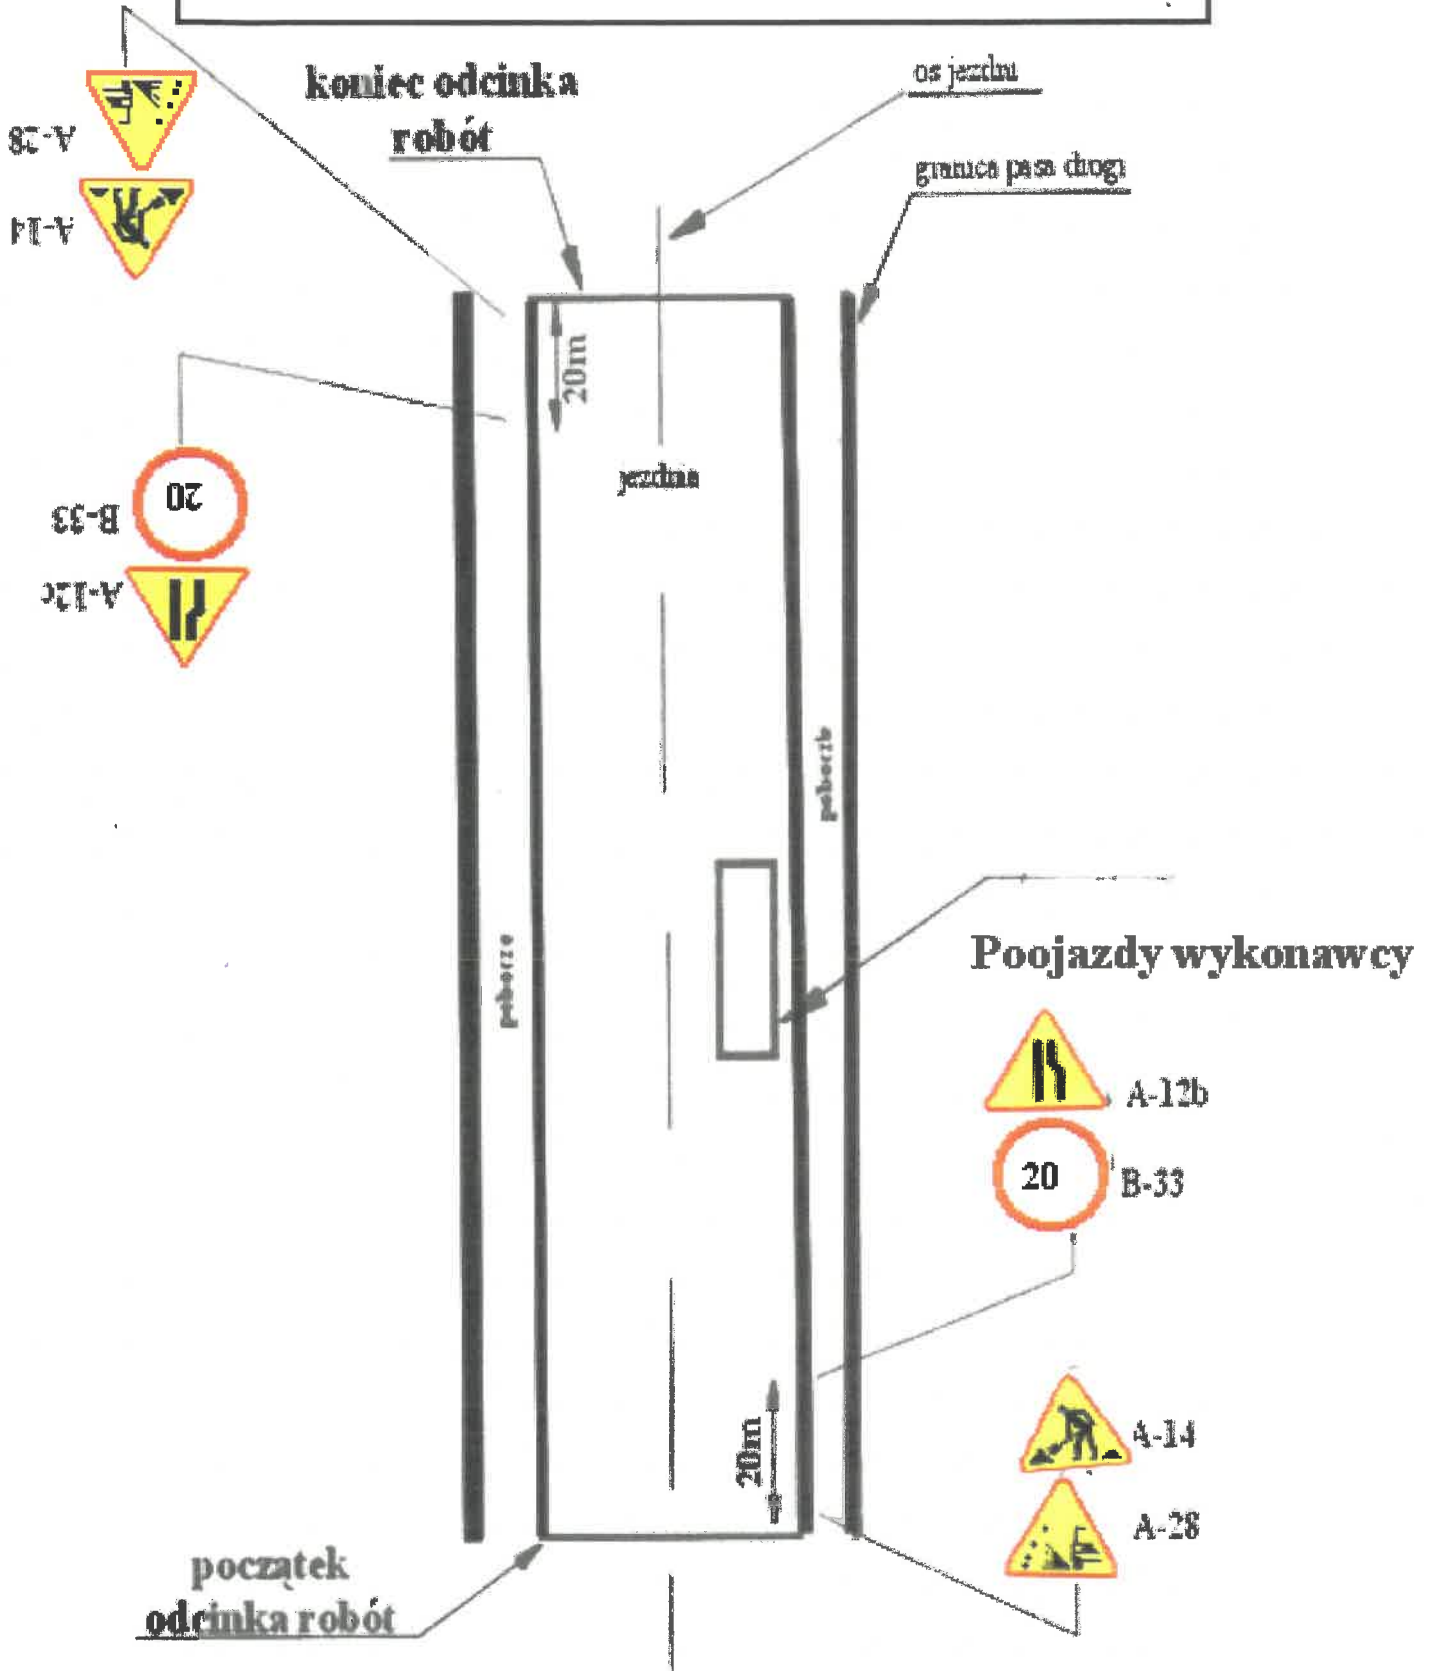 koniec odcinka
robót
oś jezdni
granica pasa drogi
A-28
A-14
20m
jezdnia
20
B-33
A-12c
pobocze
pobocze
Poojazdy wykonawcy
A-12b
20
B-33
20m
A-14
A-28
początek
odcinka robót